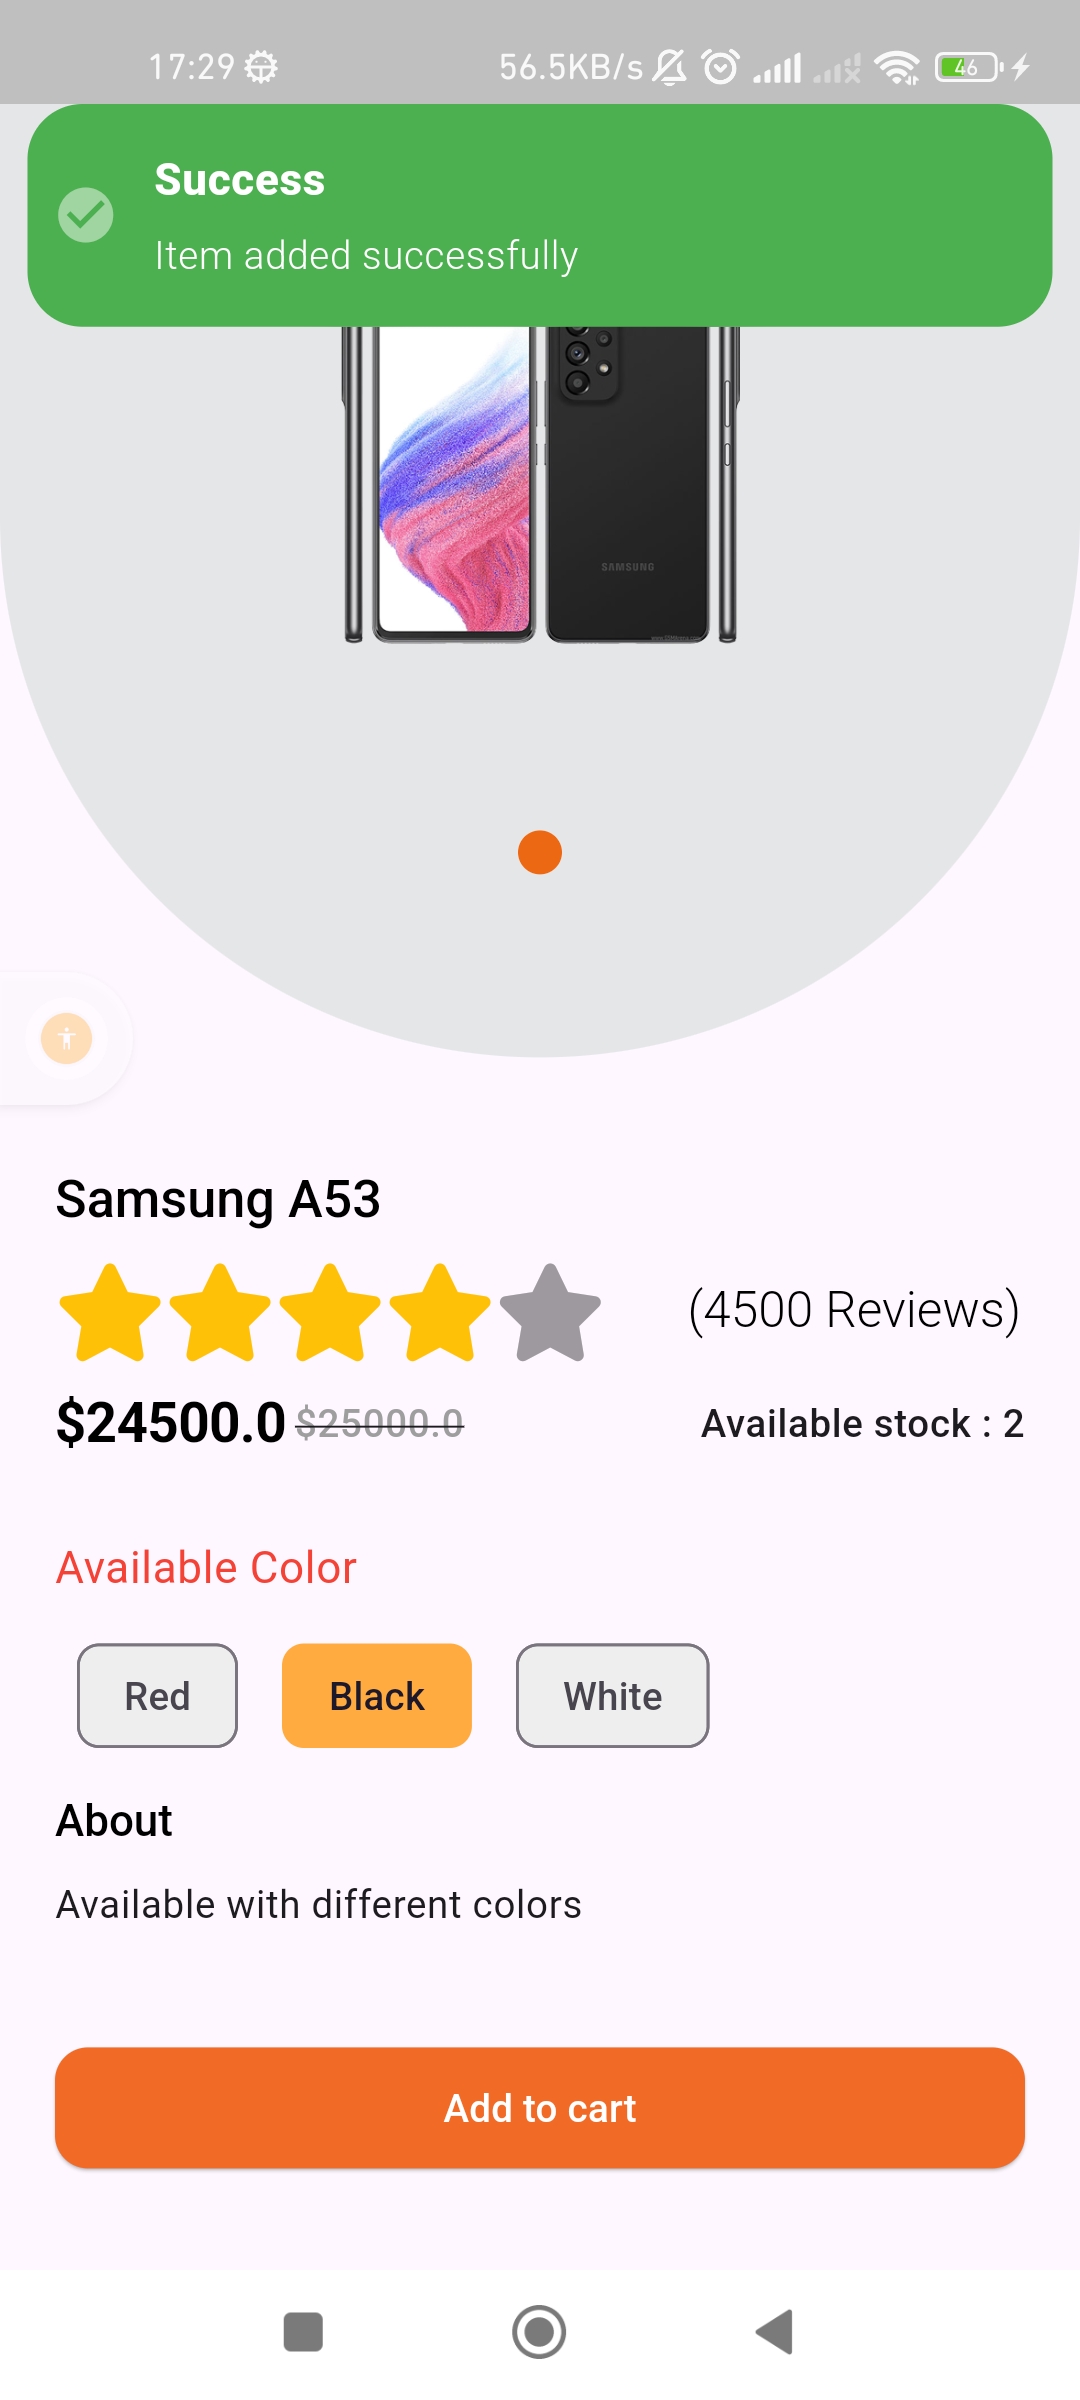 17:29 56.5KB/s 46
Success
Item added successfully
SAMSUNG
Samsung A53
(4500 Reviews)
$24500.0 $25000.0 Available stock : 2
Available Color
Red Black White
About
Available with different colors
Add to cart